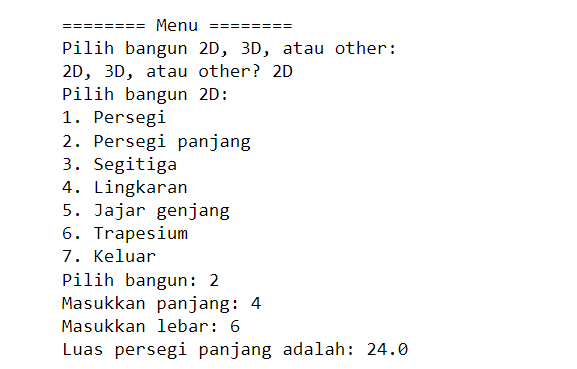 ======== Menu ========
Pilih bangun 2D, 3D, atau other:
2D, 3D, atau other? 2D
Pilih bangun 2D:
1. Persegi
2. Persegi panjang
3. Segitiga
4. Lingkaran
5. Jajar genjang
6. Trapesium
7. Keluar
Pilih bangun: 2
Masukkan panjang: 4
Masukkan lebar: 6
Luas persegi panjang adalah: 24.0